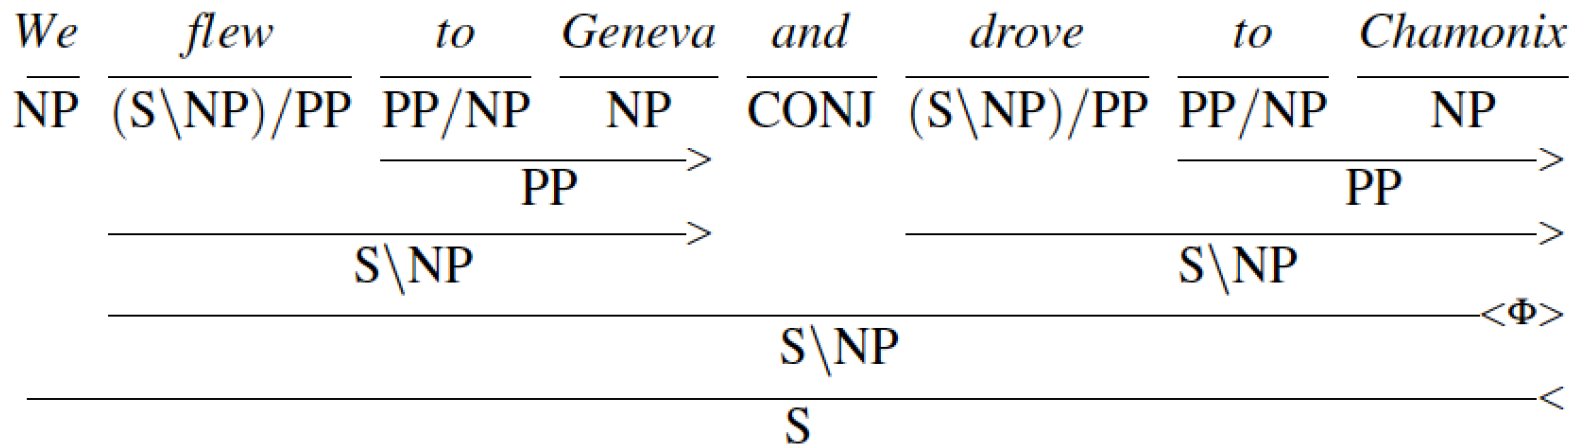 We flew to Geneva and drove to Chamonix
NP (S\NP)/PP PP/NP NP CONJ (S\NP)/PP PP/NP NP
> >
PP PP
> >
S\NP S\NP
<Φ>
S\NP
<
S